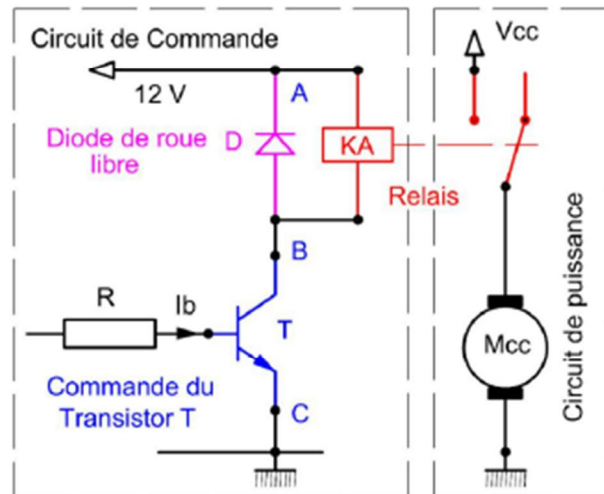 Circuit de Commande
12 V
A
Diode de roue
libre
D
KA
Relais
B
R
Ib
T
Commande du
Transistor T
C
Vcc
Mcc
Circuit de puissance